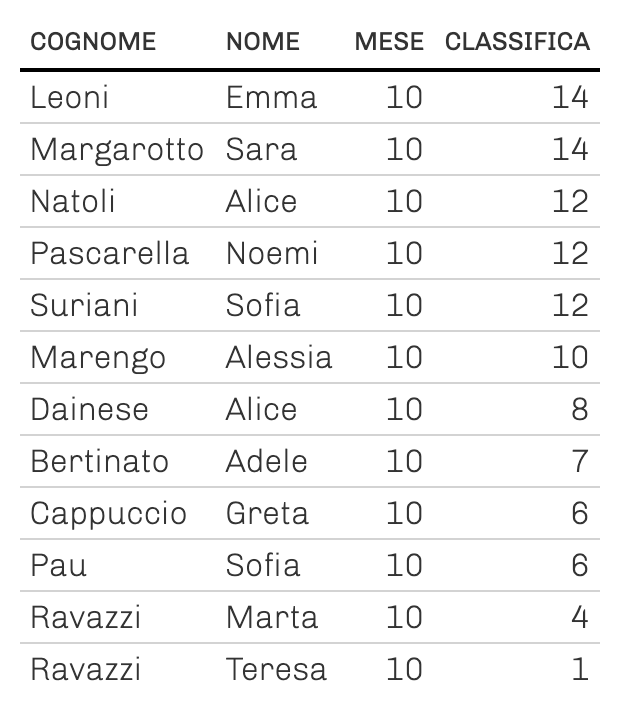 COGNOME NOME MESE CLASSIFICA
Leoni Emma 10 14
Margarotto Sara 10 14
Natoli Alice 10 12
Pascarella Noemi 10 12
Suriani Sofia 10 12
Marengo Alessia 10 10
Dainese Alice 10 8
Bertinato Adele 10 7
Cappuccio Greta 10 6
Pau Sofia 10 6
Ravazzi Marta 10 4
Ravazzi Teresa 10 1